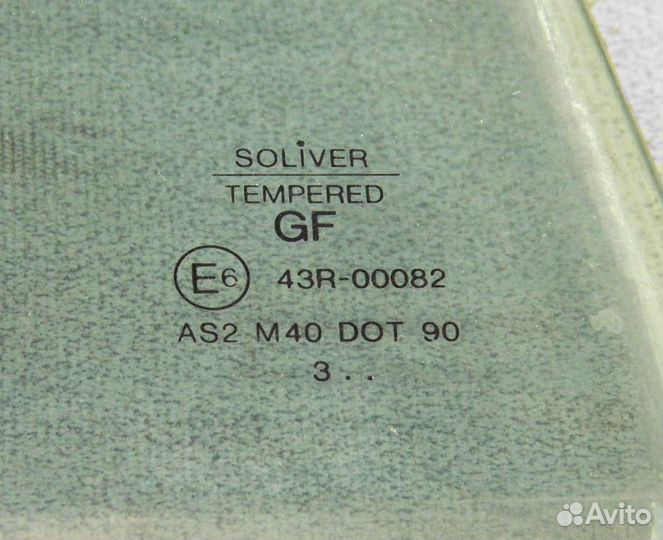 SOLiVER
TEMPERED
GF
E6 43R-00082
AS2 M40 DOT 90
3 . .
Avito